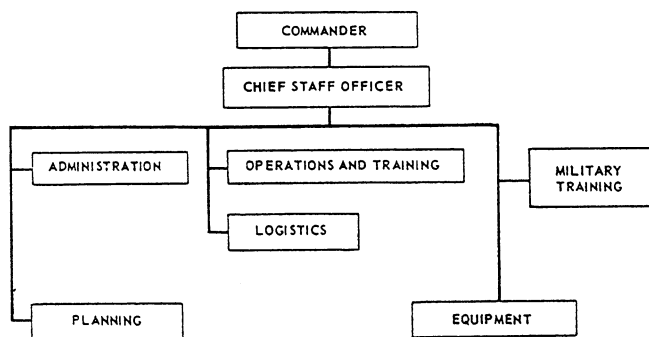 COMMANDER
CHIEF STAFF OFFICER
ADMINISTRATION
OPERATIONS AND TRAINING
MILITARY
TRAINING
LOGISTICS
PLANNING
EQUIPMENT